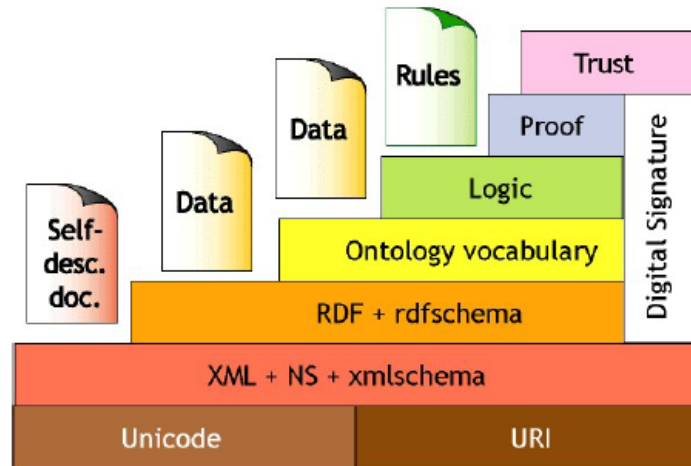 Trust
Rules
Proof
Data
Logic
Digital Signature
Data
Ontology vocabulary
Self-
desc.
doc.
RDF + rdfschema
XML + NS + xmlschema
Unicode
URI